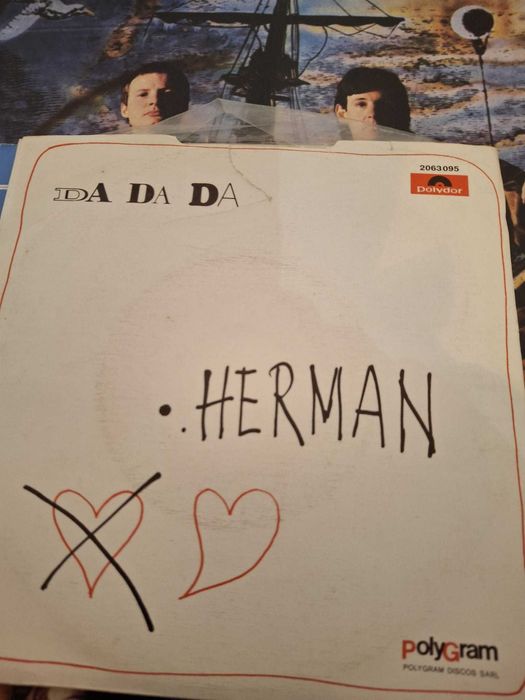 2063095
Polydor
DA DA DA
.HERMAN
PolyGram
POLYGRAM DISCOS SARL